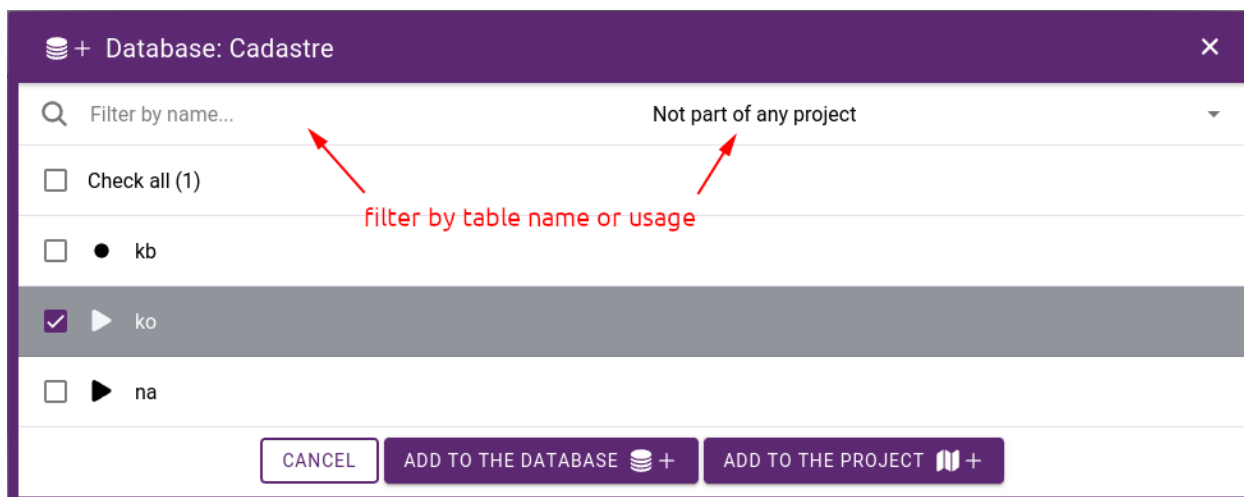 Database: Cadastre
Filter by name...
Not part of any project
Check all (1)
filter by table name or usage
kb
ko
na
CANCEL
ADD TO THE DATABASE
ADD TO THE PROJECT